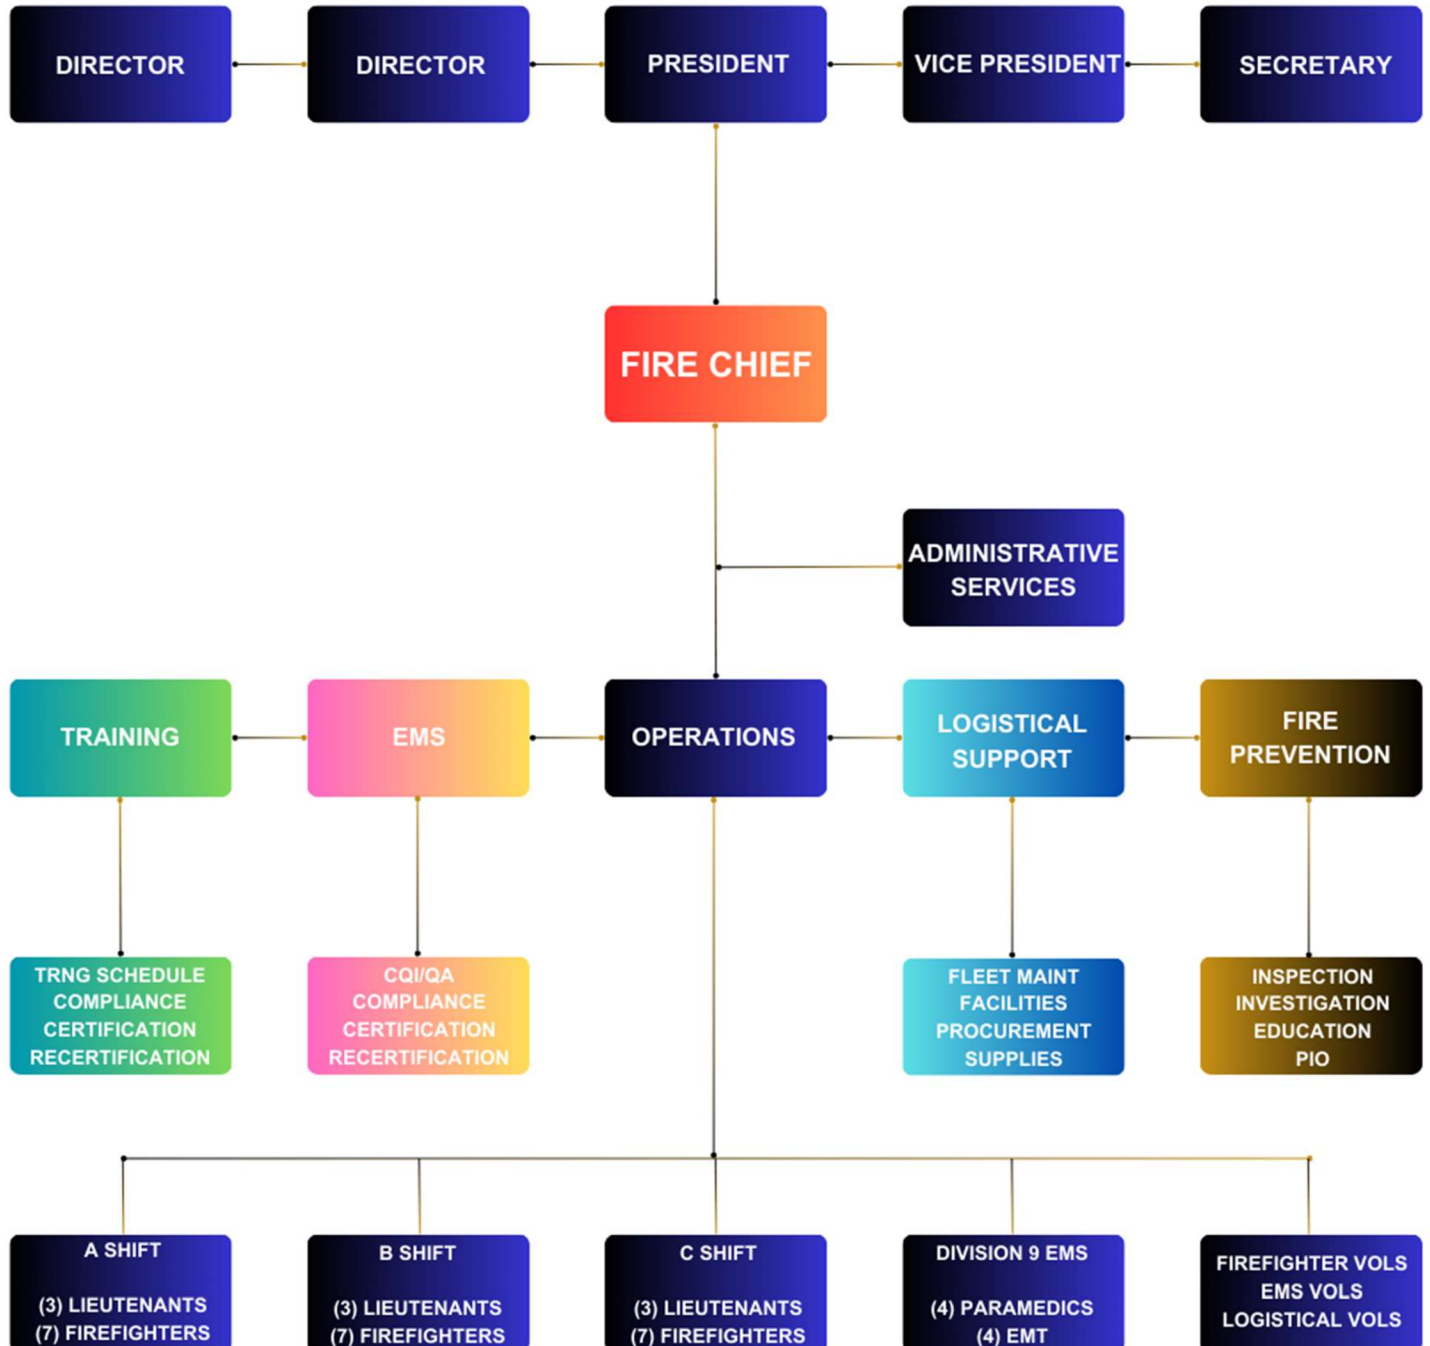 DIRECTOR
DIRECTOR
PRESIDENT
VICE PRESIDENT
SECRETARY
FIRE CHIEF
ADMINISTRATIVE
SERVICES
TRAINING
EMS
OPERATIONS
LOGISTICAL
SUPPORT
FIRE
PREVENTION
TRNG SCHEDULE
COMPLIANCE
CERTIFICATION
RECERTIFICATION
CQI/QA
COMPLIANCE
CERTIFICATION
RECERTIFICATION
FLEET MAINT
FACILITIES
PROCUREMENT
SUPPLIES
INSPECTION
INVESTIGATION
EDUCATION
PIO
A SHIFT
(3) LIEUTENANTS
(7) FIREFIGHTERS
B SHIFT
(3) LIEUTENANTS
(7) FIREFIGHTERS
C SHIFT
(3) LIEUTENANTS
(7) FIREFIGHTERS
DIVISION 9 EMS
(4) PARAMEDICS
(4) EMT
FIREFIGHTER VOLS
EMS VOLS
LOGISTICAL VOLS